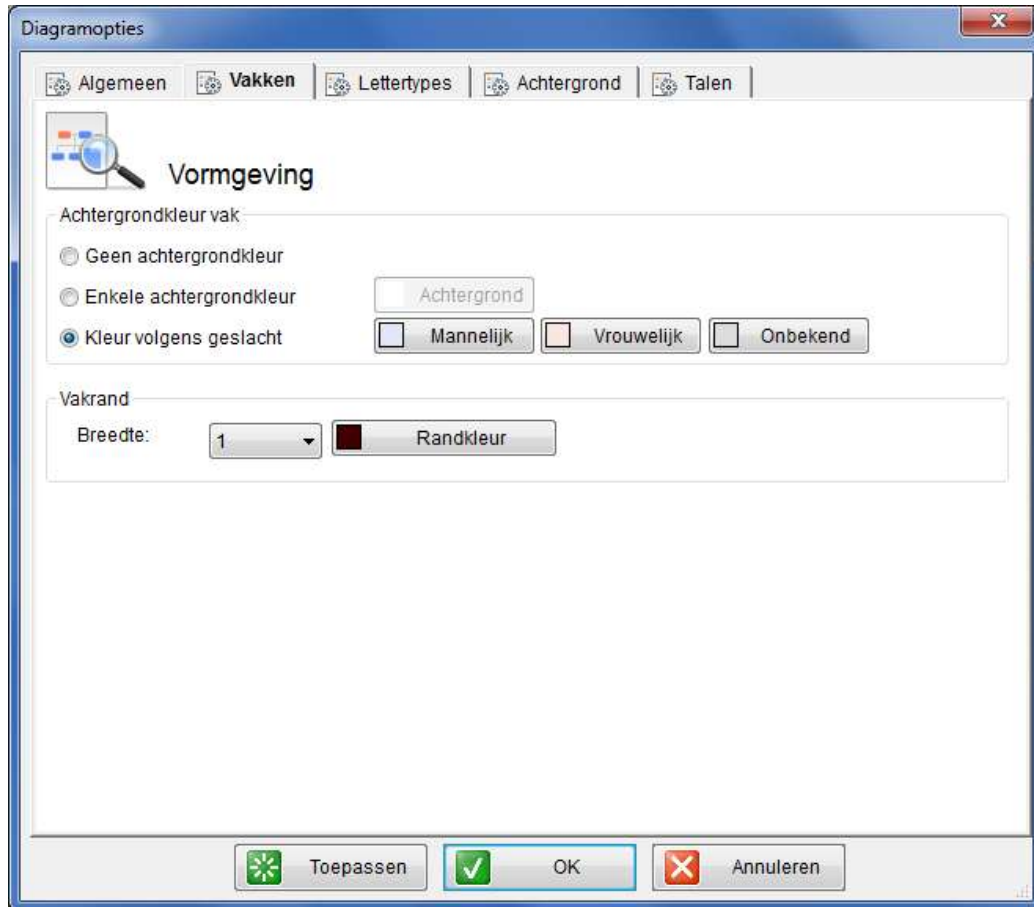 Diagramopties
Algemeen Vakken Lettertypes Achtergrond Talen
Vormgeving
Achtergrondkleur vak
Geen achtergrondkleur
Enkele achtergrondkleur Achtergrond
Kleur volgens geslacht Mannelijk Vrouwelijk Onbekend
Vakrand
Breedte: 1 Randkleur
Toepassen OK Annuleren